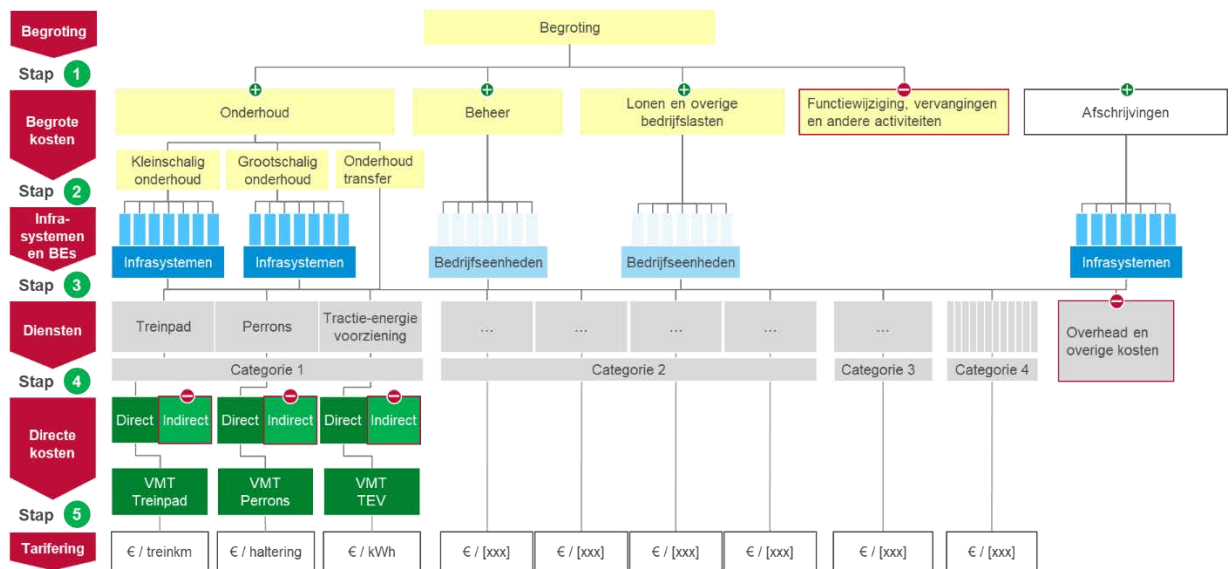 Begroting
Begroting
Stap 1
Begrote
kosten
Onderhoud
Beheer
Lonen en overige
bedrijfslasten
Functiewijziging, vervangingen
en andere activiteiten
Afschrijvingen
Kleinschalig
onderhoud
Grootschalig
onderhoud
Onderhoud
transfer
Stap 2
Infra-
systemen
en BEs
Infrasystemen
Infrasystemen
Bedrijfseenheden
Bedrijfseenheden
Infrasystemen
Stap 3
Diensten
Treinpad
Perrons
Tractie-energie
voorziening
...
...
...
...
...
Overhead en
overige kosten
Categorie 1
Categorie 2
Categorie 3
Categorie 4
Stap 4
Directe
kosten
Direct
Indirect
Direct
Indirect
Direct
Indirect
VMT
Treinpad
VMT
Perrons
VMT
TEV
Stap 5
Tarifering
€ / treinkm
€ / haltering
€ / kWh
€ / [xxx]
€ / [xxx]
€ / [xxx]
€ / [xxx]
€ / [xxx]
€ / [xxx]